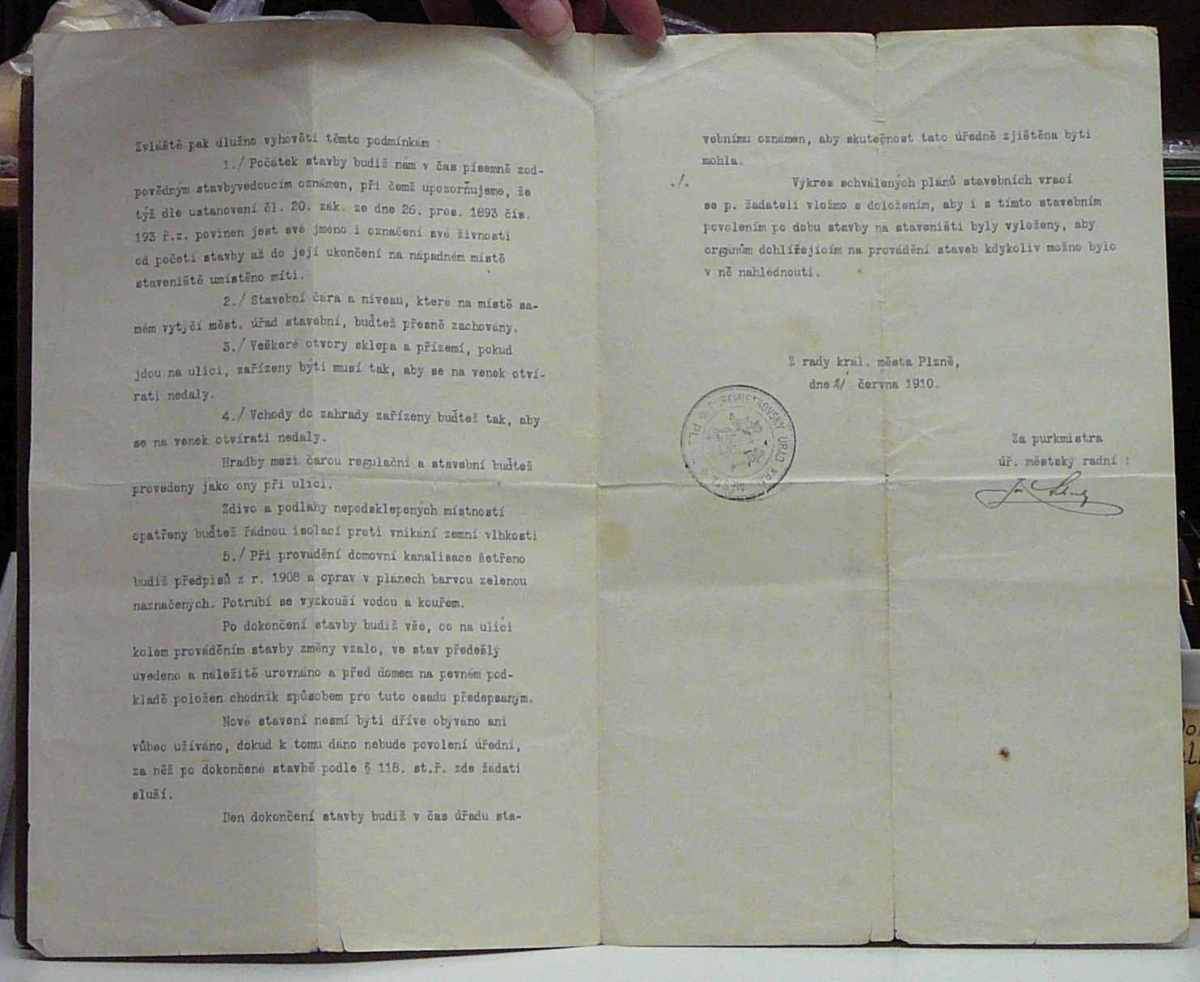 Zvláště pak dlužno vyhověti těmto podmínkám :
1./ Počátek stavby budiž nám v čas písemně zod-
povědným stavbyvedoucím oznámen, při čemž upozorňujeme, že
týž dle ustanovení čl. 20. zák. ze dne 26. pros. 1893 čís.
193 ř.z. povinen jest své jmeno i označení své živnosti
od početí stavby až do její ukončení na nápadném místě
staveniště umístěno míti.
2./ Stavební čára a niveau, které na místě sa-
mém vytýčí měst. úřad stavební, buďtež přesně zachovány.
3./ Veškeré otvory sklepa a přízemí, pokud
jdou na ulici, zařízeny býti musí tak, aby se na venek otví-
rati nedaly.
4./ Vchody do zahrady zařízeny buďtež tak, aby
se na venek otvírati nedaly.
Hradby mezi čarou regulační a stavební buďtež
provedeny jako ony při ulici.
Zdivo a podlahy nepodsklepených místností
opatřeny buďtež řádnou isolací proti vnikání zemní vlhkosti
5./ Při provádění domovní kanalisace šetřeno
budiž předpisů z r. 1908 a oprav v plánech barvou zelenou
naznačených. Potrubí se vyzkouší vodou a kouřem.
Po dokončení stavby budiž vše, co na ulici
kolem prováděním stavby změny vzalo, ve stav předešlý
uvedeno a náležitě urovnáno a před domem na pevném pod-
kladě položen chodník způsobem pro tuto osadu předepsaným.
Nové stavení nesmí býti dříve obýváno ani
vůbec užíváno, dokud k tomu dáno nebude povolení úřední,
za něž po dokončené stavbě podle § 118. st.ř. zde žádati
sluší.
Den dokončení stavby budiž v čas úřadu sta-
vebnímu oznámen, aby skutečnost tato úředně zjištěna býti
mohla.
./. Výkres schválených plánů stavebních vrací
se p. žadateli vložmo s doložením, aby i s tímto stavebním
povolením po dobu stavby na staveništi byly vyloženy, aby
orgánům dohlížejícím na provádění staveb kdykoliv možno bylo
v ně nahlédnouti.
Z rady král. města Plzně,
dne června 1910.
Za purkmistra
úř. městský radní :